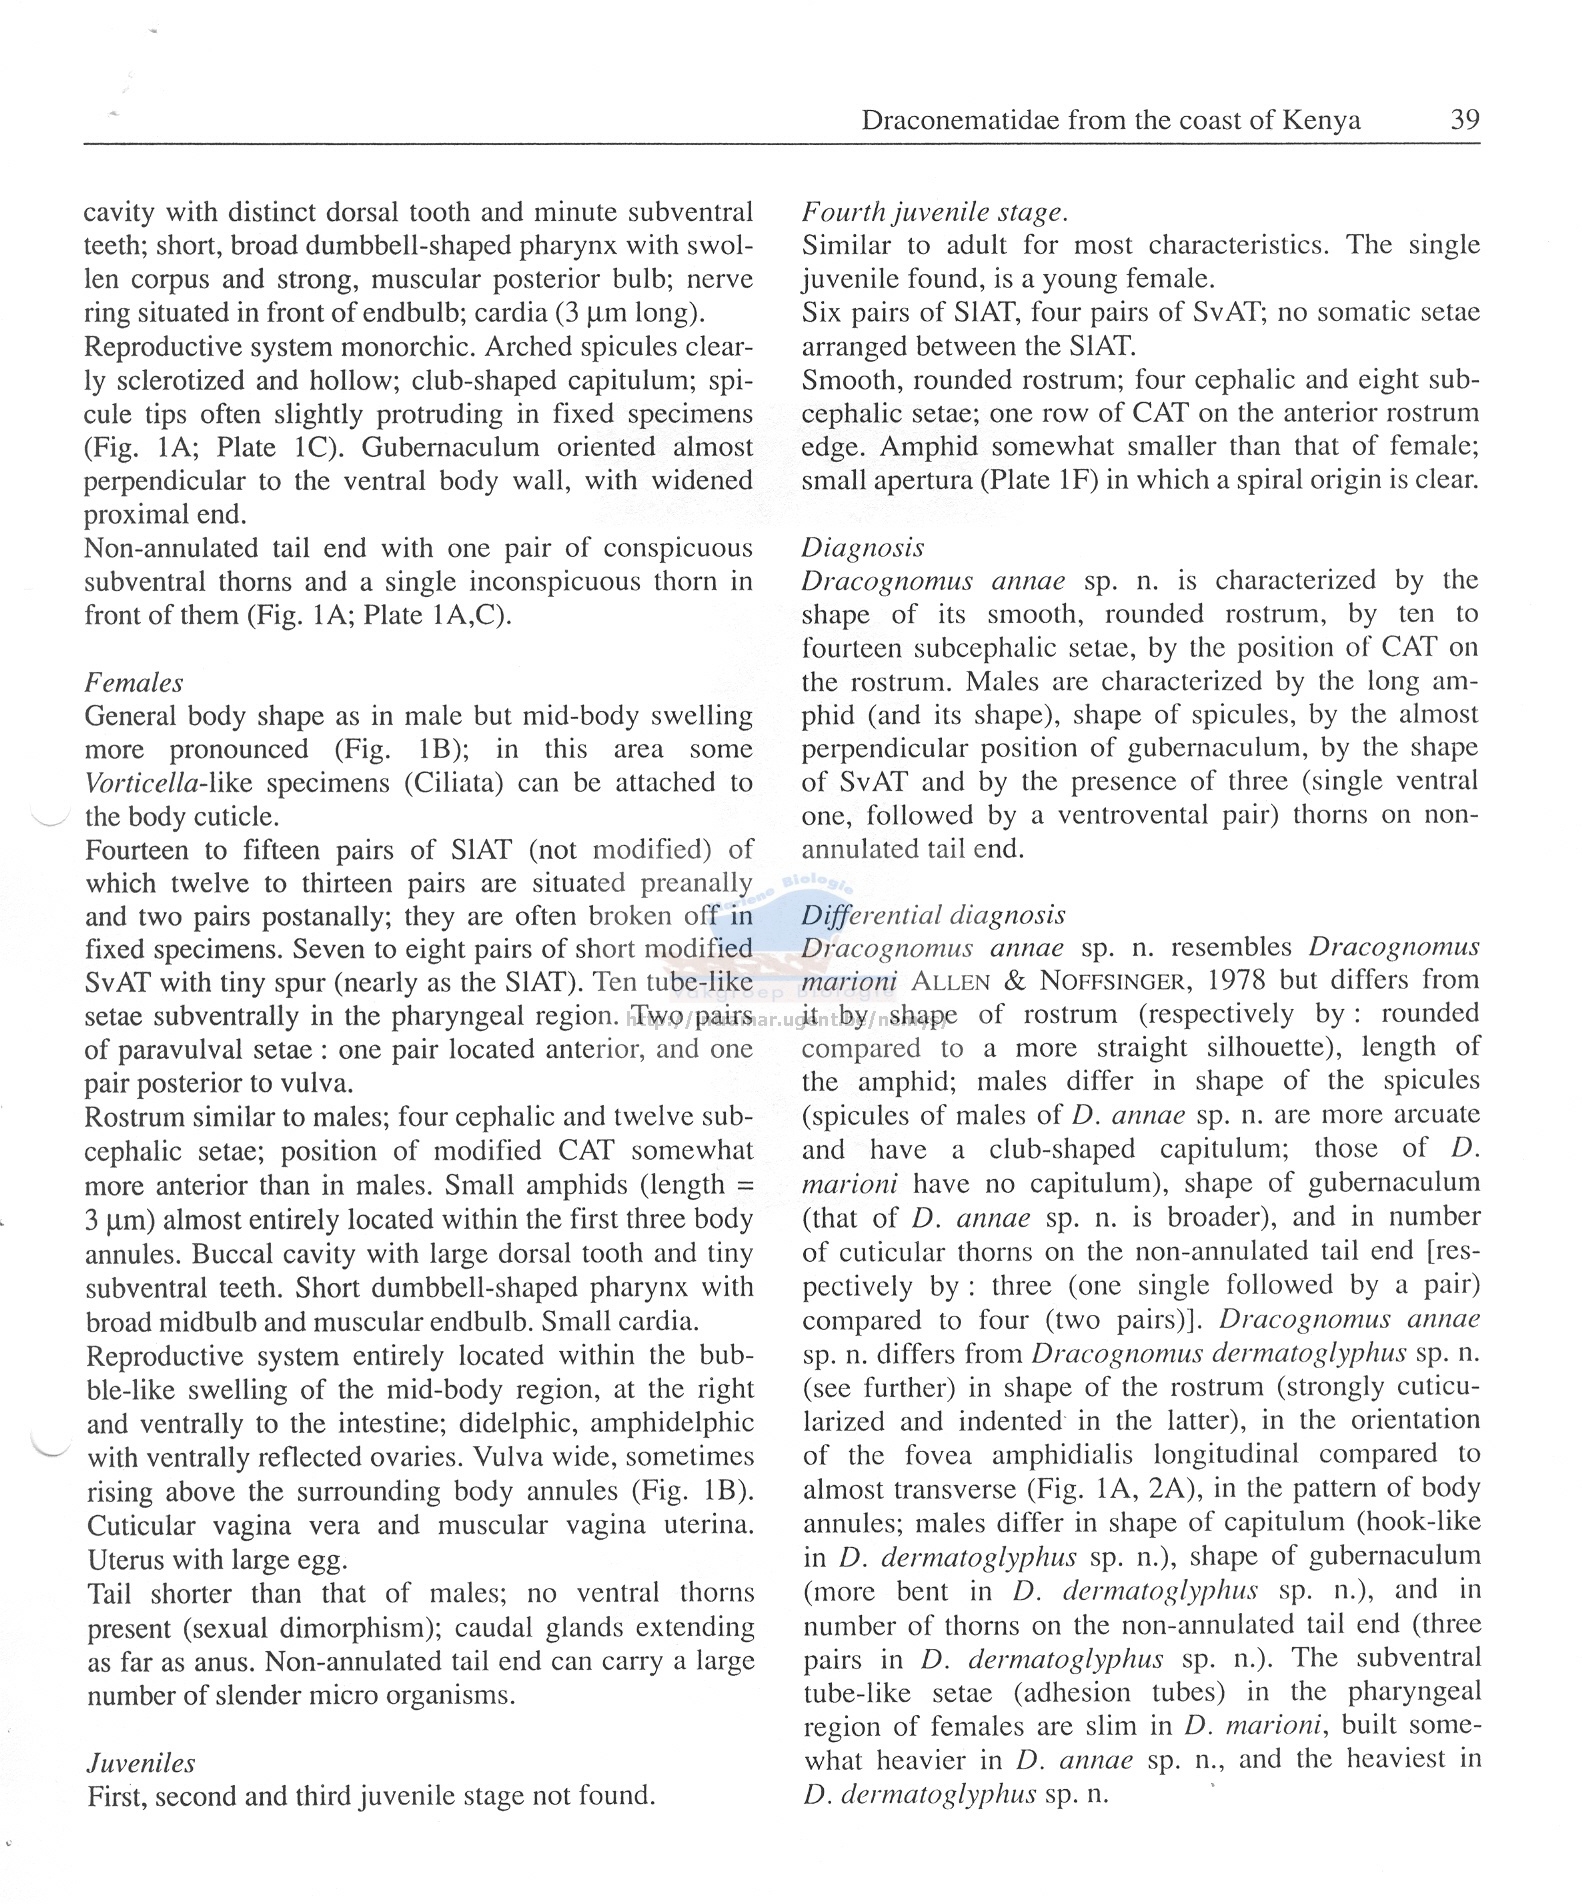 Draconematidae from the coast of Kenya 39
cavity with distinct dorsal tooth and minute subventral
teeth; short, broad dumbbell-shaped pharynx with swol-
len corpus and strong, muscular posterior bulb; nerve
ring situated in front of endbulb; cardia (3 µm long).
Reproductive system monorchic. Arched spicules clear-
ly sclerotized and hollow; club-shaped capitulum; spi-
cule tips often slightly protruding in fixed specimens
(Fig. 1A; Plate 1C). Gubernaculum oriented almost
perpendicular to the ventral body wall, with widened
proximal end.
Non-annulated tail end with one pair of conspicuous
subventral thorns and a single inconspicuous thorn in
front of them (Fig. 1A; Plate 1A,C).
Females
General body shape as in male but mid-body swelling
more pronounced (Fig. 1B); in this area some
Vorticella-like specimens (Ciliata) can be attached to
the body cuticle.
Fourteen to fifteen pairs of SlAT (not modified) of
which twelve to thirteen pairs are situated preanally
and two pairs postanally; they are often broken off in
fixed specimens. Seven to eight pairs of short modified
SvAT with tiny spur (nearly as the SlAT). Ten tube-like
setae subventrally in the pharyngeal region. Two pairs
of paravulval setae : one pair located anterior, and one
pair posterior to vulva.
Rostrum similar to males; four cephalic and twelve sub-
cephalic setae; position of modified CAT somewhat
more anterior than in males. Small amphids (length =
3 µm) almost entirely located within the first three body
annules. Buccal cavity with large dorsal tooth and tiny
subventral teeth. Short dumbbell-shaped pharynx with
broad midbulb and muscular endbulb. Small cardia.
Reproductive system entirely located within the bub-
ble-like swelling of the mid-body region, at the right
and ventrally to the intestine; didelphic, amphidelphic
with ventrally reflected ovaries. Vulva wide, sometimes
rising above the surrounding body annules (Fig. 1B).
Cuticular vagina vera and muscular vagina uterina.
Uterus with large egg.
Tail shorter than that of males; no ventral thorns
present (sexual dimorphism); caudal glands extending
as far as anus. Non-annulated tail end can carry a large
number of slender micro organisms.
Juveniles
First, second and third juvenile stage not found.
Fourth juvenile stage.
Similar to adult for most characteristics. The single
juvenile found, is a young female.
Six pairs of SlAT, four pairs of SvAT; no somatic setae
arranged between the SlAT.
Smooth, rounded rostrum; four cephalic and eight sub-
cephalic setae; one row of CAT on the anterior rostrum
edge. Amphid somewhat smaller than that of female;
small apertura (Plate 1F) in which a spiral origin is clear.
Diagnosis
Dracognomus annae sp. n. is characterized by the
shape of its smooth, rounded rostrum, by ten to
fourteen subcephalic setae, by the position of CAT on
the rostrum. Males are characterized by the long am-
phid (and its shape), shape of spicules, by the almost
perpendicular position of gubernaculum, by the shape
of SvAT and by the presence of three (single ventral
one, followed by a ventrovental pair) thorns on non-
annulated tail end.
Differential diagnosis
Dracognomus annae sp. n. resembles Dracognomus
marioni ALLEN & NOFFSINGER, 1978 but differs from
it by shape of rostrum (respectively by : rounded
compared to a more straight silhouette), length of
the amphid; males differ in shape of the spicules
(spicules of males of D. annae sp. n. are more arcuate
and have a club-shaped capitulum; those of D.
marioni have no capitulum), shape of gubernaculum
(that of D. annae sp. n. is broader), and in number
of cuticular thorns on the non-annulated tail end [res-
pectively by : three (one single followed by a pair)
compared to four (two pairs)]. Dracognomus annae
sp. n. differs from Dracognomus dermatoglyphus sp. n.
(see further) in shape of the rostrum (strongly cuticu-
larized and indented in the latter), in the orientation
of the fovea amphidialis longitudinal compared to
almost transverse (Fig. 1A, 2A), in the pattern of body
annules; males differ in shape of capitulum (hook-like
in D. dermatoglyphus sp. n.), shape of gubernaculum
(more bent in D. dermatoglyphus sp. n.), and in
number of thorns on the non-annulated tail end (three
pairs in D. dermatoglyphus sp. n.). The subventral
tube-like setae (adhesion tubes) in the pharyngeal
region of females are slim in D. marioni, built some-
what heavier in D. annae sp. n., and the heaviest in
D. dermatoglyphus sp. n.
Mariene Biologie
Vakgroep Biologie